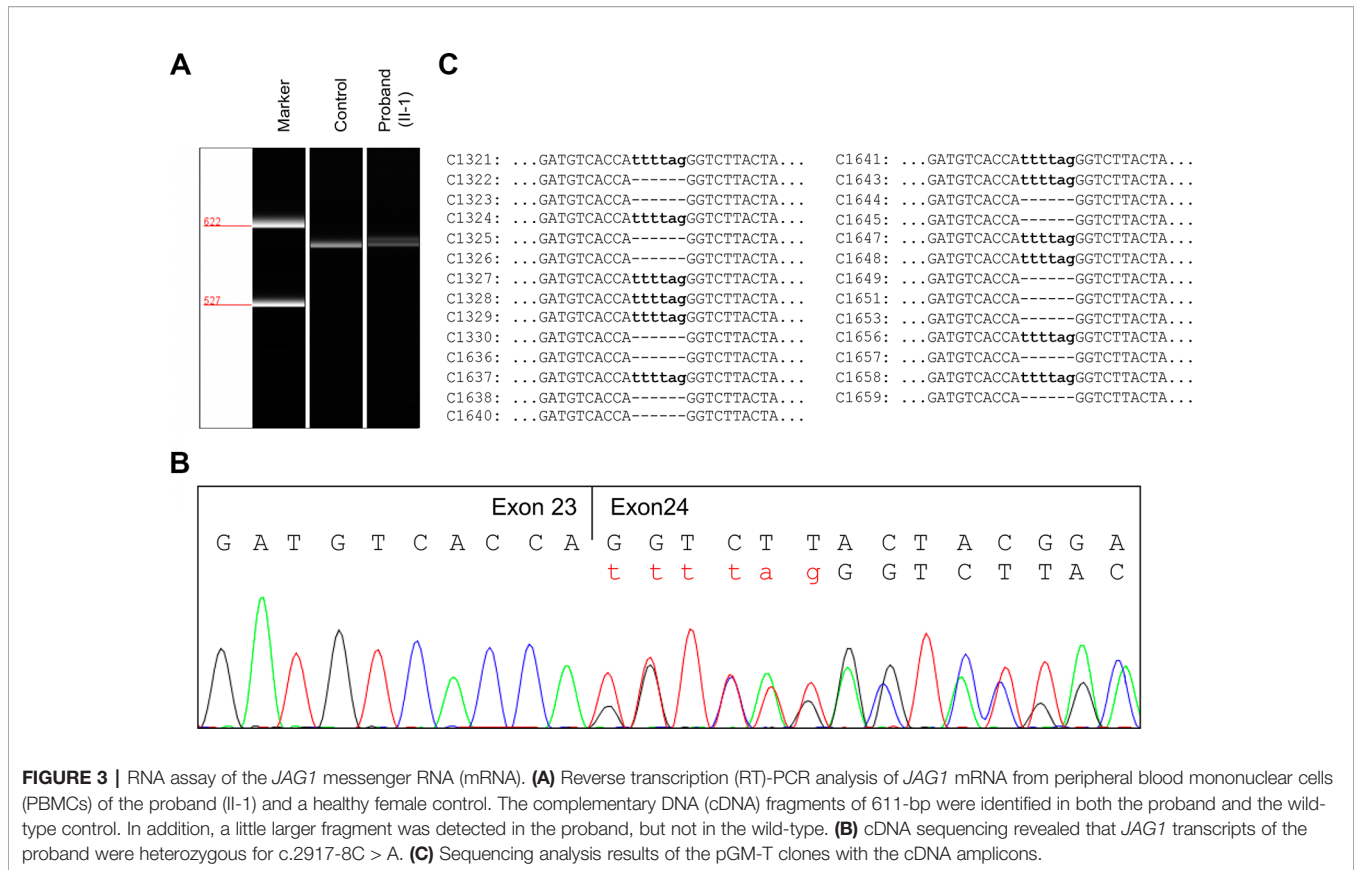 A
Marker
Control
Proband
(II-1)
622
527
C
C1321: ...GATGTCACCAttttagGGTCTTACTA...
C1322: ...GATGTCACCA------GGTCTTACTA...
C1323: ...GATGTCACCA------GGTCTTACTA...
C1324: ...GATGTCACCAttttagGGTCTTACTA...
C1325: ...GATGTCACCA------GGTCTTACTA...
C1326: ...GATGTCACCA------GGTCTTACTA...
C1327: ...GATGTCACCAttttagGGTCTTACTA...
C1328: ...GATGTCACCAttttagGGTCTTACTA...
C1329: ...GATGTCACCAttttagGGTCTTACTA...
C1330: ...GATGTCACCA------GGTCTTACTA...
C1636: ...GATGTCACCA------GGTCTTACTA...
C1637: ...GATGTCACCAttttagGGTCTTACTA...
C1638: ...GATGTCACCA------GGTCTTACTA...
C1640: ...GATGTCACCA------GGTCTTACTA...
C1641: ...GATGTCACCAttttagGGTCTTACTA...
C1643: ...GATGTCACCAttttagGGTCTTACTA...
C1644: ...GATGTCACCA------GGTCTTACTA...
C1645: ...GATGTCACCA------GGTCTTACTA...
C1647: ...GATGTCACCAttttagGGTCTTACTA...
C1648: ...GATGTCACCAttttagGGTCTTACTA...
C1649: ...GATGTCACCA------GGTCTTACTA...
C1651: ...GATGTCACCA------GGTCTTACTA...
C1653: ...GATGTCACCA------GGTCTTACTA...
C1656: ...GATGTCACCAttttagGGTCTTACTA...
C1657: ...GATGTCACCA------GGTCTTACTA...
C1658: ...GATGTCACCAttttagGGTCTTACTA...
C1659: ...GATGTCACCA------GGTCTTACTA...
B
Exon 23 Exon24
G A T G T C A C C A G G T C T T A C T A C G G A
t t t t a g G G T C T T A C
FIGURE 3 | RNA assay of the JAG1 messenger RNA (mRNA). (A) Reverse transcription (RT)-PCR analysis of JAG1 mRNA from peripheral blood mononuclear cells
(PBMCs) of the proband (II-1) and a healthy female control. The complementary DNA (cDNA) fragments of 611-bp were identified in both the proband and the wild-
type control. In addition, a little larger fragment was detected in the proband, but not in the wild-type. (B) cDNA sequencing revealed that JAG1 transcripts of the
proband were heterozygous for c.2917-8C > A. (C) Sequencing analysis results of the pGM-T clones with the cDNA amplicons.